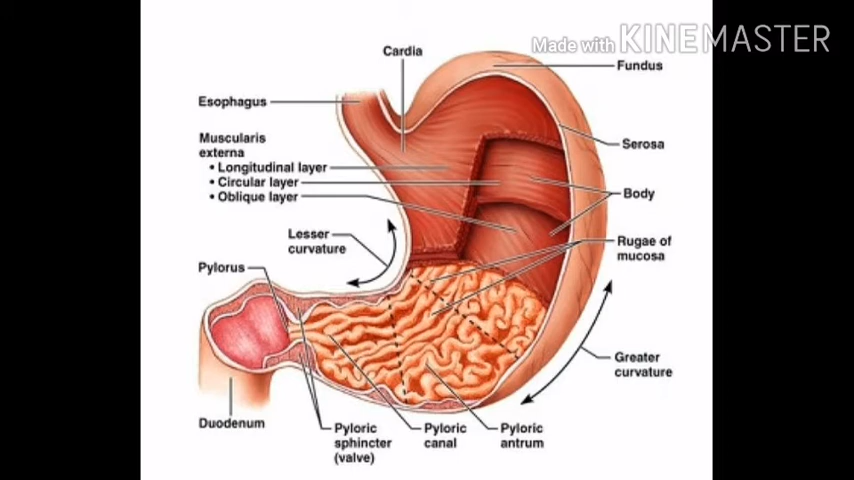 Made with KINEMASTER
Cardia
Fundus
Esophagus
Muscularis
externa
• Longitudinal layer
• Circular layer
• Oblique layer
Serosa
Body
Lesser
curvature
Rugae of
mucosa
Pylorus
Greater
curvature
Duodenum
Pyloric
sphincter
(valve)
Pyloric
canal
Pyloric
antrum